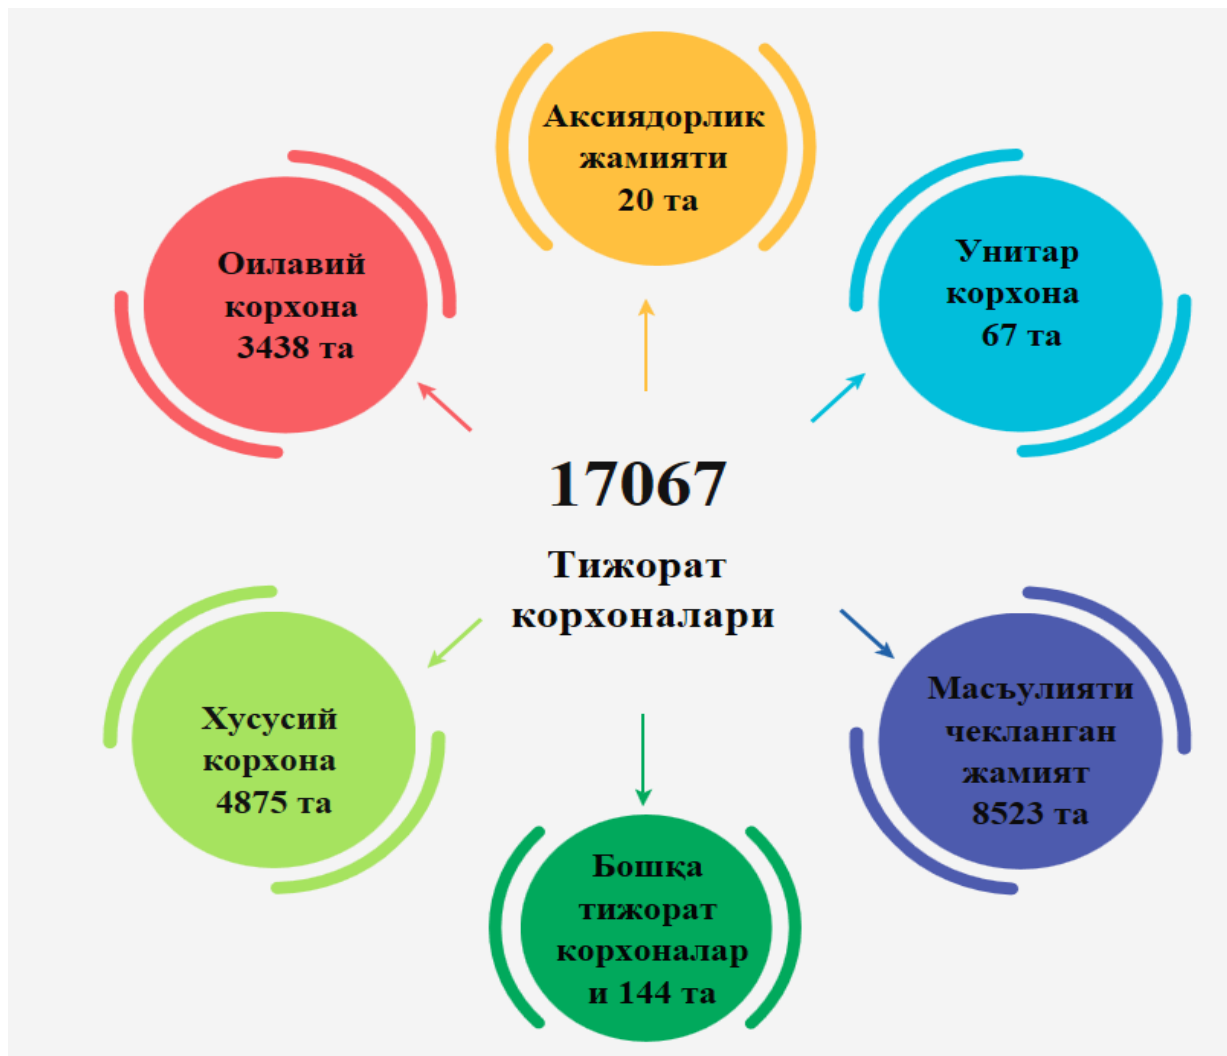 Аксиядорлик
жамияти
20 та
Оилавий
корхона
3438 та
Унитар
корхона
67 та
17067
Тижорат
корхоналари
Хусусий
корхона
4875 та
Масъулияти
чекланган
жамият
8523 та
Бошқа
тижорат
корхоналар
и 144 та